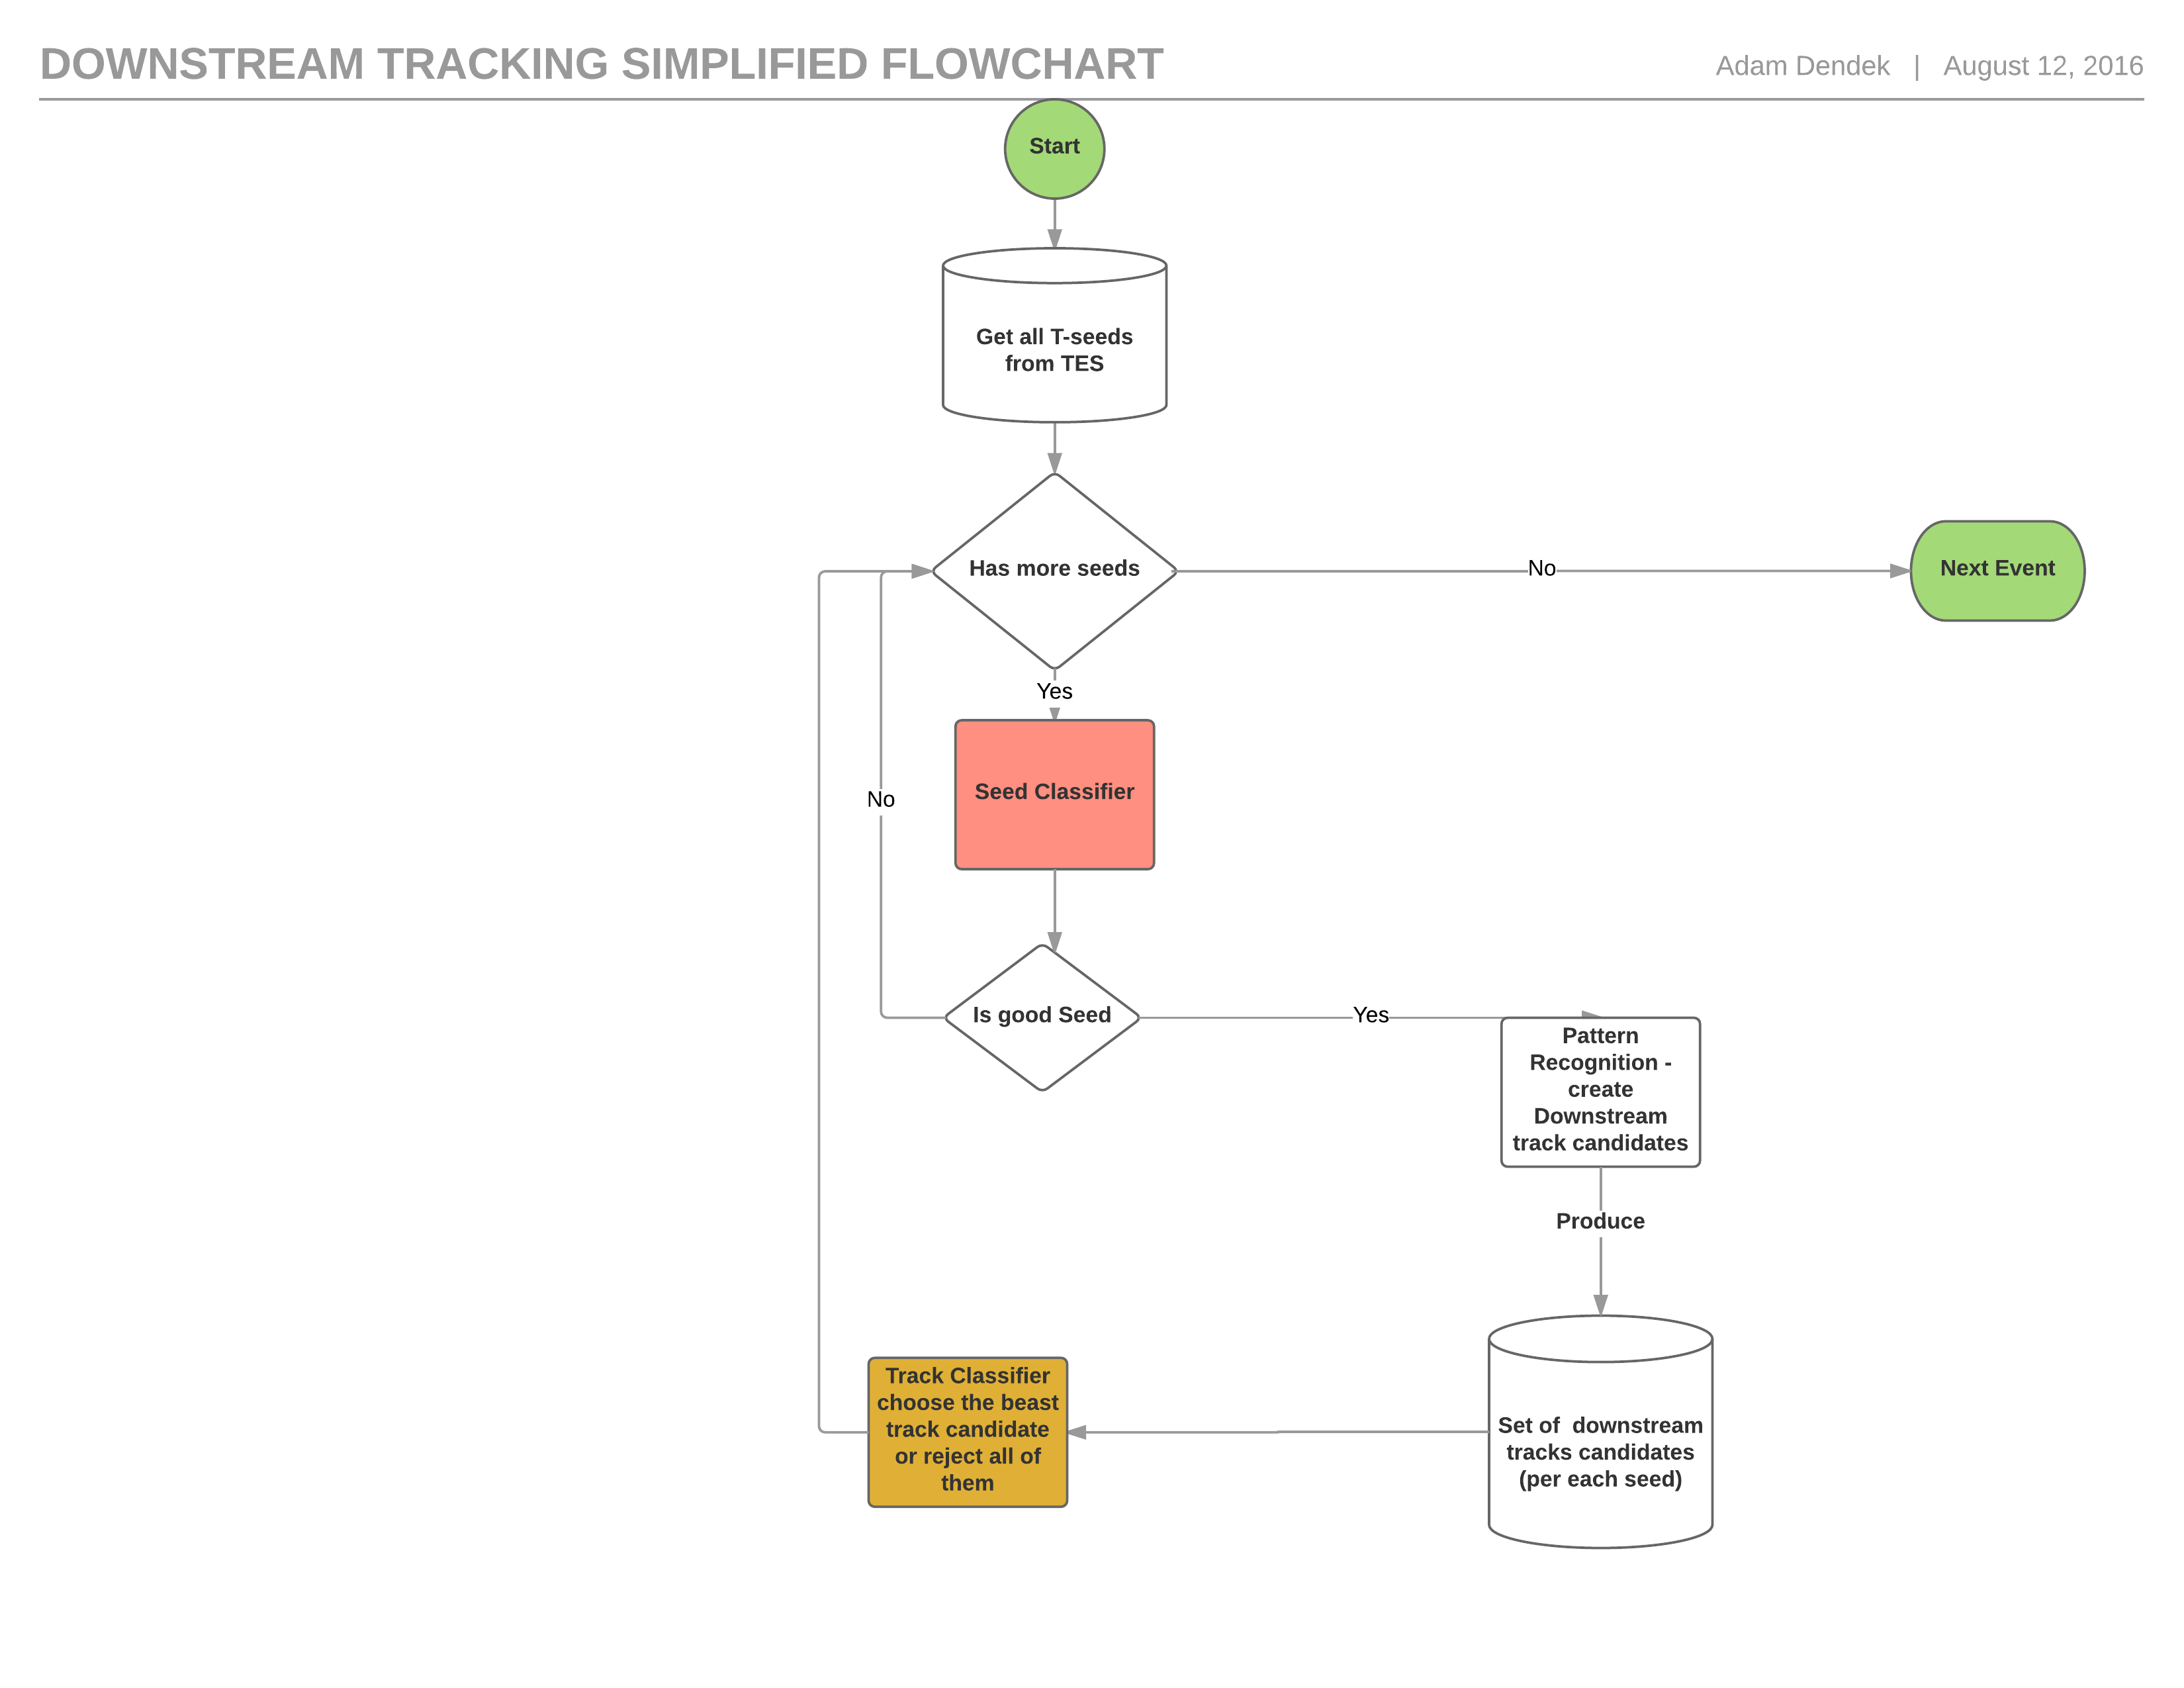 DOWNSTREAM TRACKING SIMPLIFIED FLOWCHART
Adam Dendek | August 12, 2016
Start
Get all T-seeds
from TES
Has more seeds
No
Next Event
Yes
Seed Classifier
No
Is good Seed
Yes
Pattern
Recognition -
create
Downstream
track candidates
Produce
Set of downstream
tracks candidates
(per each seed)
Track Classifier
choose the beast
track candidate
or reject all of
them